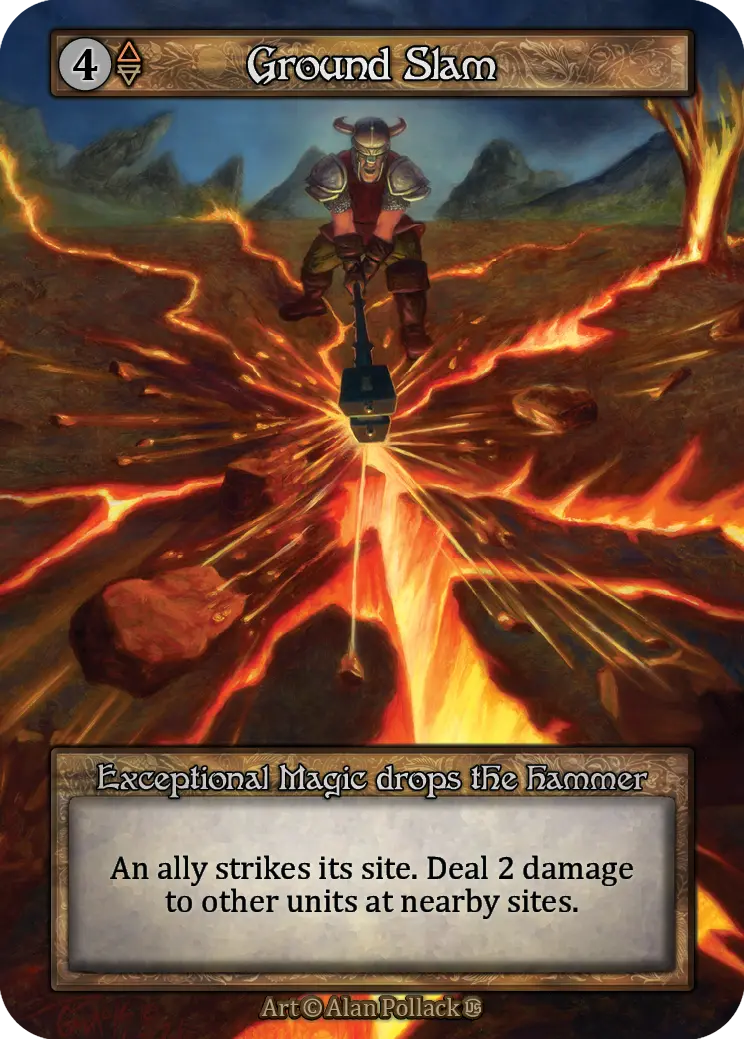 4 Ground Slam
Exceptional Magic drops the hammer
An ally strikes its site. Deal 2 damage
to other units at nearby sites.
Art © Alan Pollack